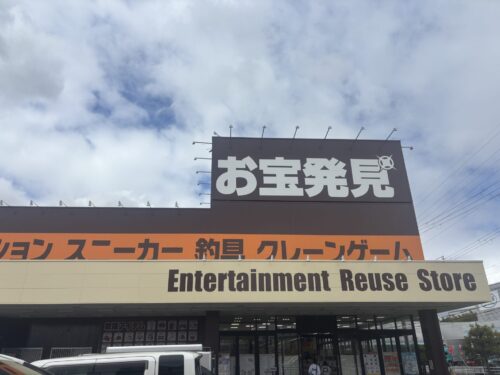 お宝発見
ション スニーカー 釣具 クレーンゲーム
Entertainment Reuse Store